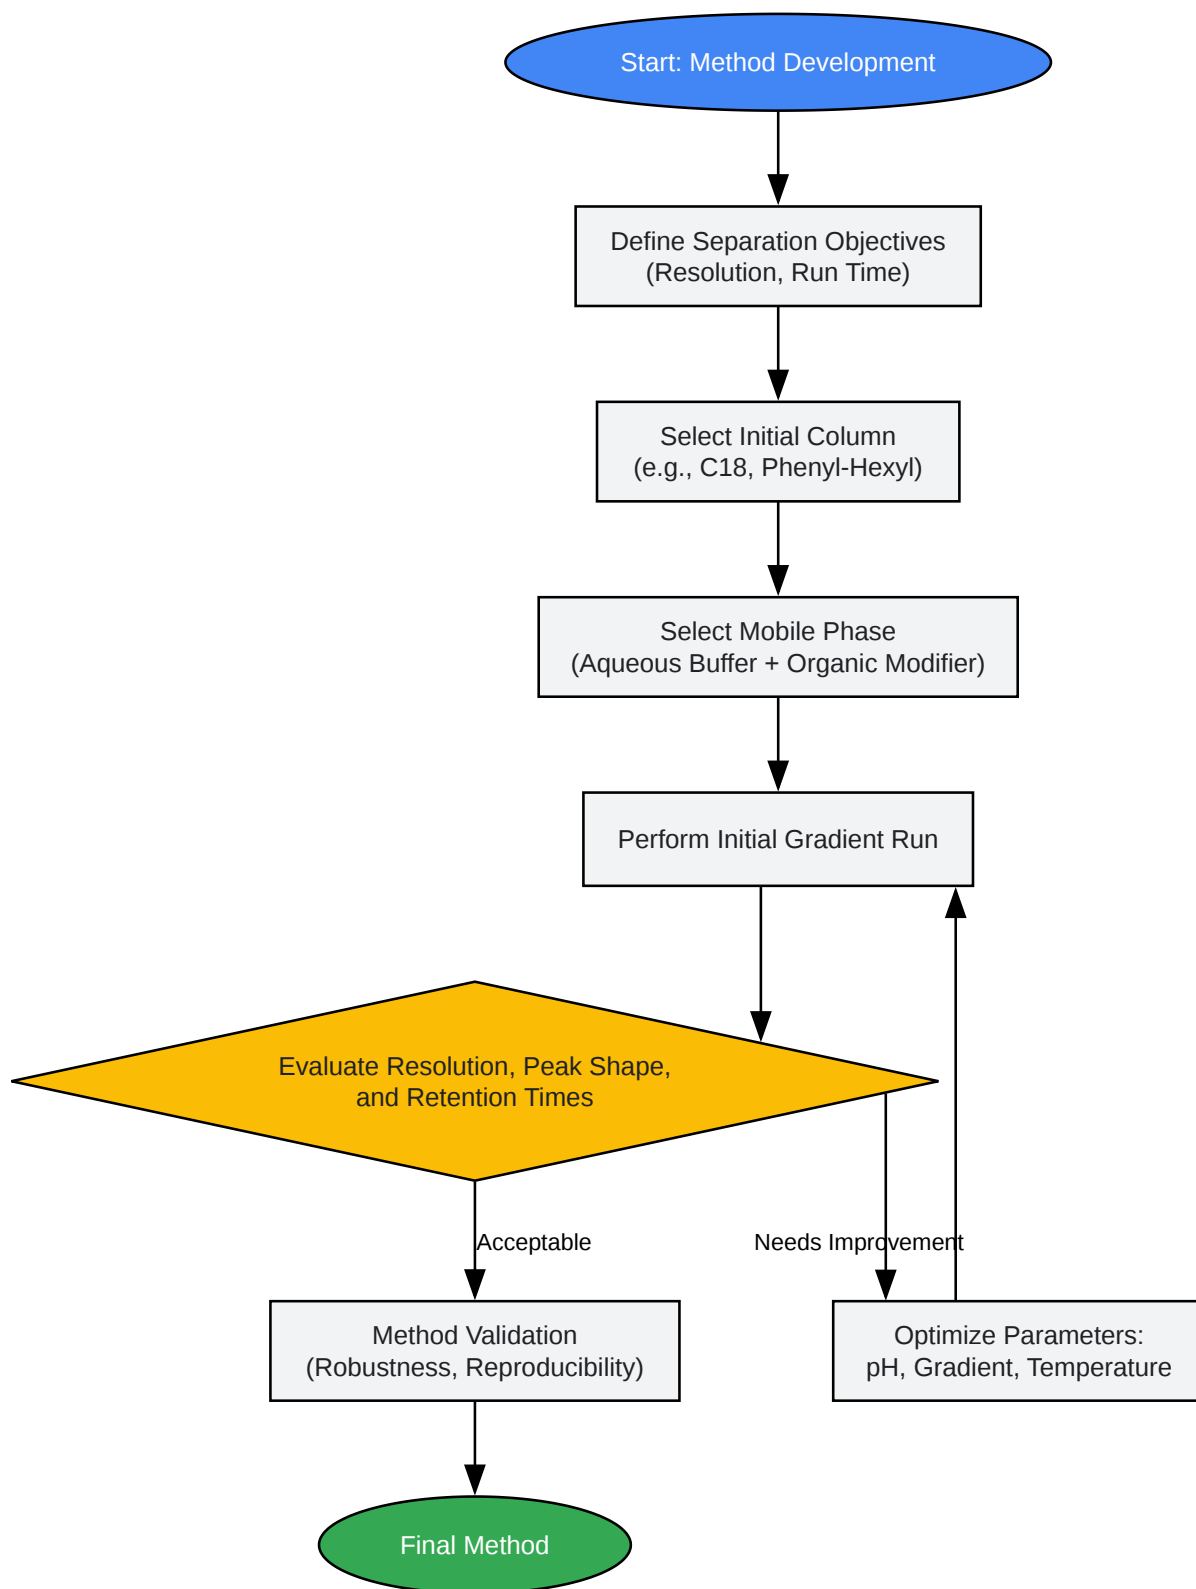 Start: Method Development
Define Separation Objectives
(Resolution, Run Time)
Select Initial Column
(e.g., C18, Phenyl-Hexyl)
Select Mobile Phase
(Aqueous Buffer + Organic Modifier)
Perform Initial Gradient Run
Evaluate Resolution, Peak Shape,
and Retention Times
Acceptable
Needs Improvement
Method Validation
(Robustness, Reproducibility)
Optimize Parameters:
pH, Gradient, Temperature
Final Method